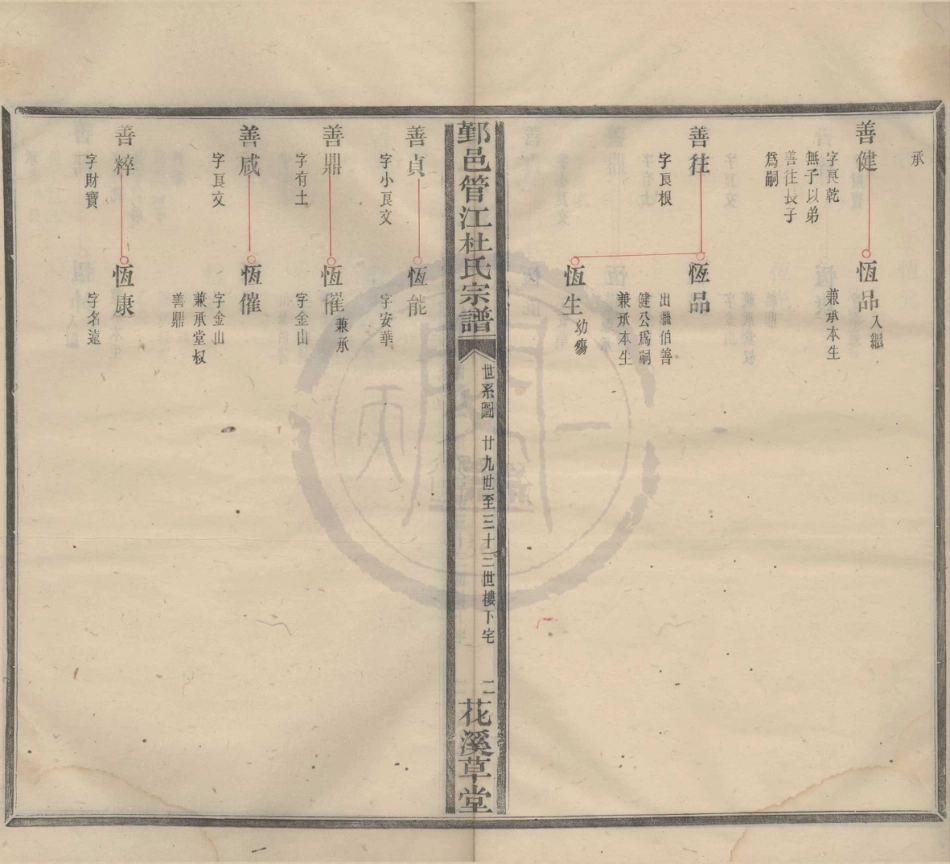 承
善健
字良乾
無子以弟
善往長子
爲嗣
恆品
入繼
兼承本生
善往
字良根
恆品
出繼伯善
健公爲嗣
兼承本生
恆生
幼殤
鄞邑管江杜氏宗譜
世系圖
廿九世至三十三世樓下宅
二
花溪草堂
善貞
字小良文
恆能
字安華
善鼎
字有土
恆催
兼承
字金山
善咸
字良文
恆催
字金山
兼承堂叔
善鼎
善粹
字財寶
恆康
字名遠